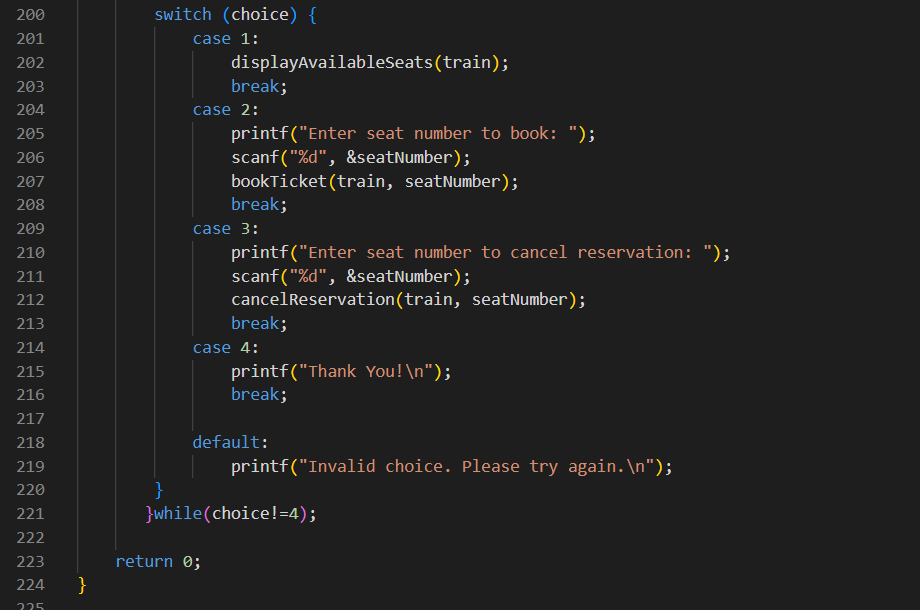 200 switch (choice) {
201 case 1:
202 displayAvailableSeats(train);
203 break;
204 case 2:
205 printf("Enter seat number to book: ");
206 scanf("%d", &seatNumber);
207 bookTicket(train, seatNumber);
208 break;
209 case 3:
210 printf("Enter seat number to cancel reservation: ");
211 scanf("%d", &seatNumber);
212 cancelReservation(train, seatNumber);
213 break;
214 case 4:
215 printf("Thank You!\n");
216 break;
217
218 default:
219 printf("Invalid choice. Please try again.\n");
220 }
221 }while(choice!=4);
222
223 return 0;
224 }
225